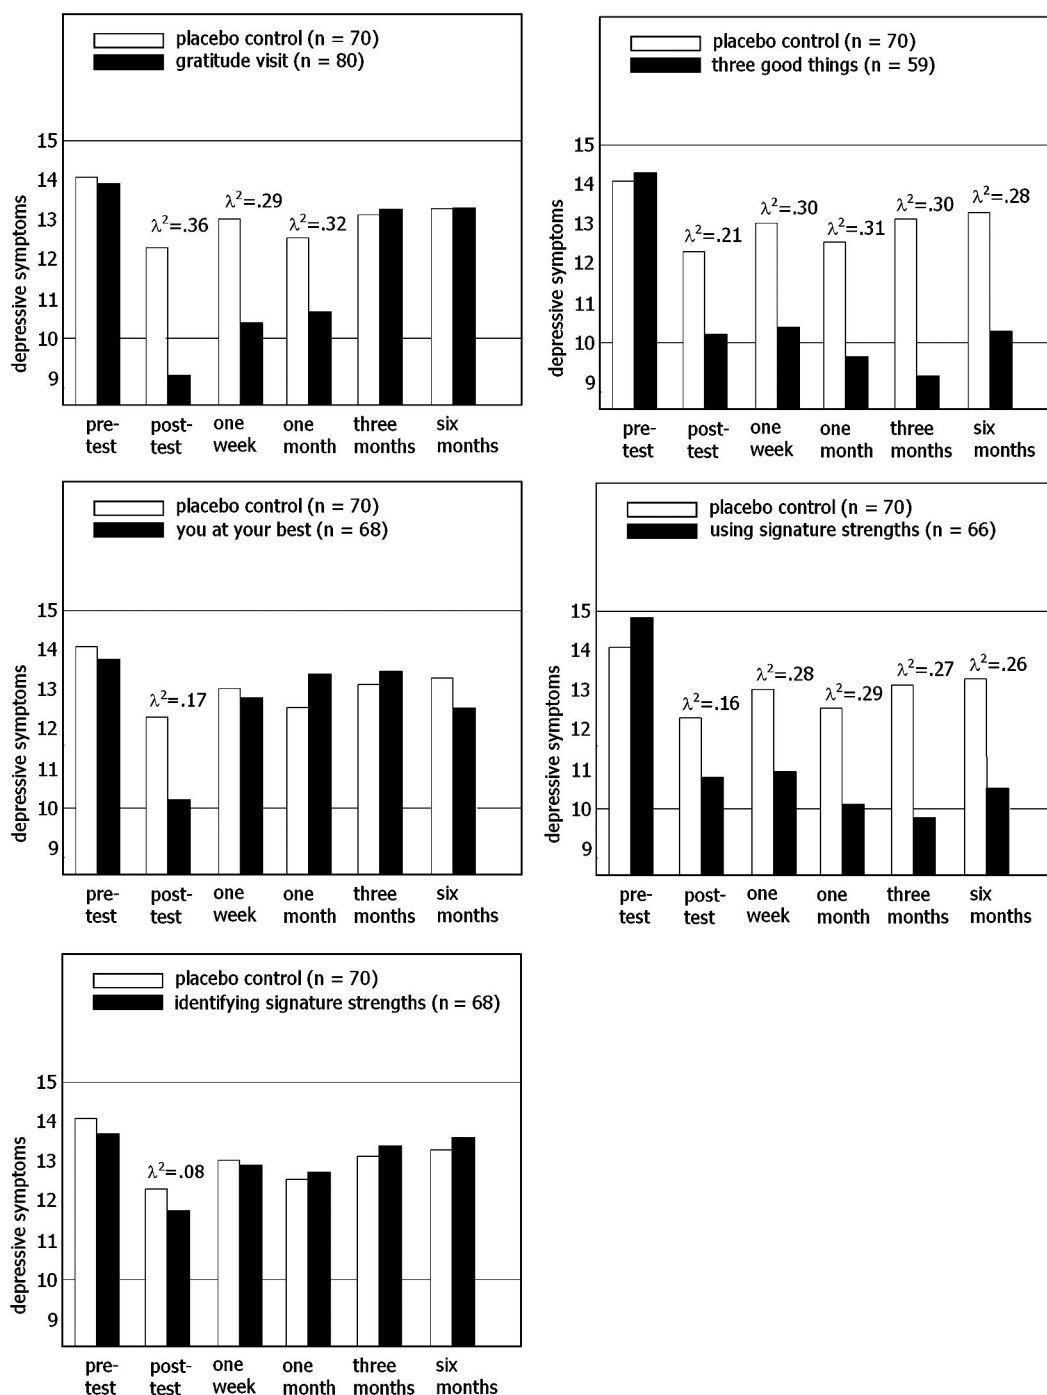 placebo control (n = 70)
gratitude visit (n = 80)
depressive symptoms
15
14
13
12
11
10
9
λ²=.36
λ²=.29
λ²=.32
pre-test
post-test
one week
one month
three months
six months
placebo control (n = 70)
three good things (n = 59)
depressive symptoms
15
14
13
12
11
10
9
λ²=.21
λ²=.30
λ²=.31
λ²=.30
λ²=.28
pre-test
post-test
one week
one month
three months
six months
placebo control (n = 70)
you at your best (n = 68)
depressive symptoms
15
14
13
12
11
10
9
λ²=.17
pre-test
post-test
one week
one month
three months
six months
placebo control (n = 70)
using signature strengths (n = 66)
depressive symptoms
15
14
13
12
11
10
9
λ²=.16
λ²=.28
λ²=.29
λ²=.27
λ²=.26
pre-test
post-test
one week
one month
three months
six months
placebo control (n = 70)
identifying signature strengths (n = 68)
depressive symptoms
15
14
13
12
11
10
9
λ²=.08
pre-test
post-test
one week
one month
three months
six months